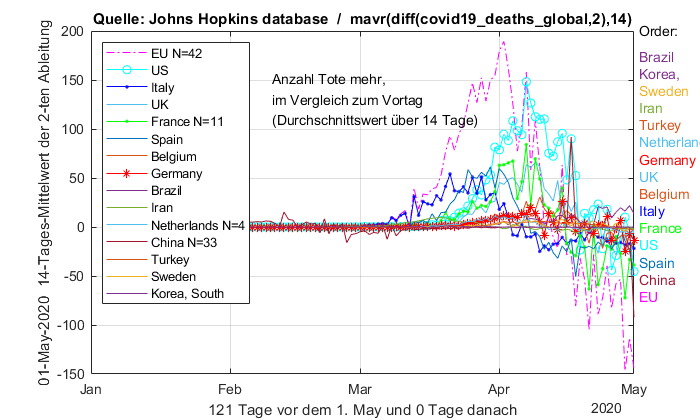 Quelle: Johns Hopkins database / mavr(diff(covid19_deaths_global,2),14)
Order:
01-May-2020 14-Tages-Mittelwert der 2-ten Ableitung
200
150
100
50
0
-50
-100
-150
EU N=42
US
Italy
UK
France N=11
Spain
Belgium
Germany
Brazil
Iran
Netherlands N=4
China N=33
Turkey
Sweden
Korea, South
Anzahl Tote mehr,
im Vergleich zum Vortag
(Durchschnittswert über 14 Tage)
Brazil
Korea,
Sweden
Iran
Turkey
Netherlan
Germany
UK
Belgium
Italy
France
US
Spain
China
EU
Jan
Feb
Mar
Apr
May
2020
121 Tage vor dem 1. May und 0 Tage danach